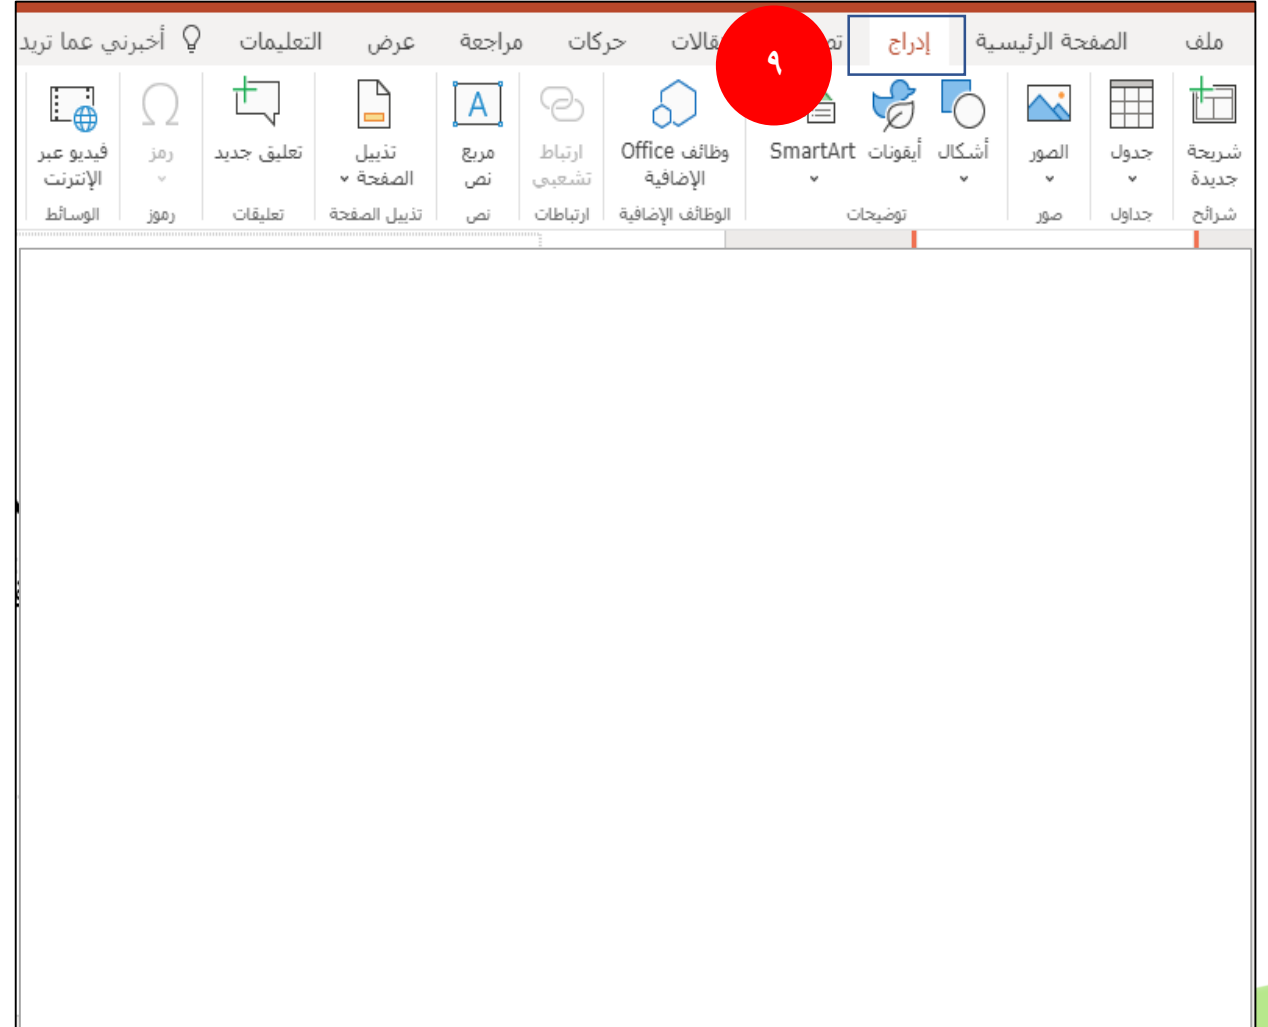 ملف الصفحة الرئيسية إدراج حركات مراجعة عرض التعليمات أخبرني عما تريد
٩
شريحة جديدة
جدول
الصور
أشكال
أيقونات
SmartArt
وظائف Office الإضافية
ارتباط تشعبي
مربع نص
تذييل الصفحة
تعليق جديد
رمز
فيديو عبر الإنترنت
شرائح جداول صور توضيحات الوظائف الإضافية ارتباطات نص تذييل الصفحة تعليقات رموز الوسائط